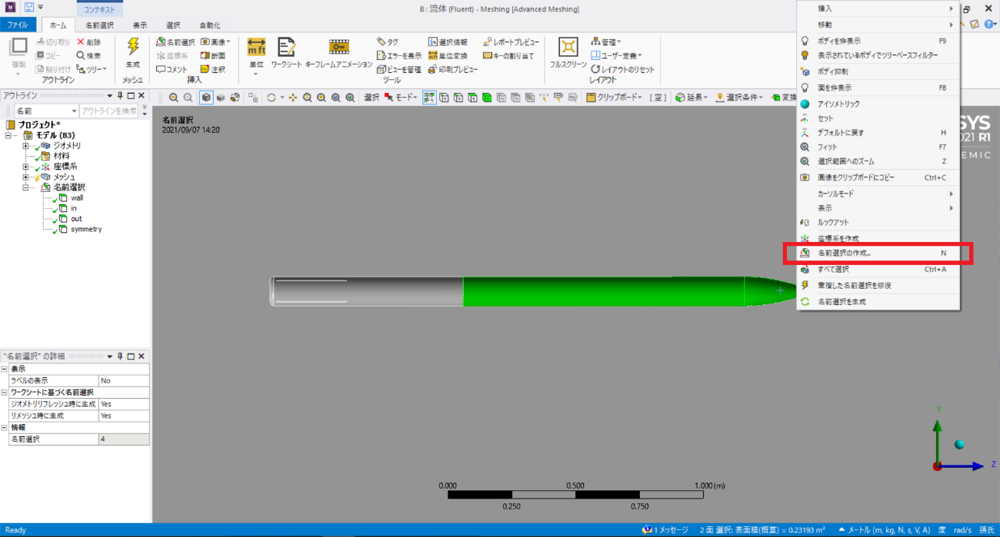 コンテキスト
B : 流体 (Fluent) - Meshing [Advanced Meshing]
ファイル ホーム 名前選択 表示 選択 自動化
複製 切り取り コピー 貼り付け 削除 検索 ツリー アウトライン
生成 メッシュ
名前選択 画像 座標系 断面 コメント 注釈 挿入
単位 ワークシート キーフレームアニメーション タグ エラーを表示 ビューを管理 選択情報 単位変換 印刷プレビュー レポートプレビュー キーの割り当て ツール
フルスクリーン 管理 ユーザー定義 レイアウトのリセット レイアウト
アウトライン
選択 モード クリップボード [ 空 ] 延長 選択条件 変換
名前 アウトラインを検索
プロジェクト*
モデル (B3)
ジオメトリ
材料
座標系
メッシュ
名前選択
wall
in
out
symmetry
名前選択
2021/09/07 14:20
SYS
021 R1
EMIC
挿入
移動
ボディを非表示 F9
表示されているボディでツリーベースフィルター
ボディ抑制
面を非表示 F8
アイソメトリック
セット
デフォルトに戻す H
フィット F7
選択範囲へのズーム Z
画像をクリップボードにコピー Ctrl+C
カーソルモード
表示
ルックアット
座標系を作成
名前選択の作成... N
すべて選択 Ctrl+A
重複した名前選択を修復
名前選択を生成
"名前選択" の詳細
表示
ラベルの表示 No
ワークシートに基づく名前選択
ジオメトリリフレッシュ時に生成 Yes
リメッシュ時に生成 Yes
情報
名前選択 4
Y
Z
0.000 0.500 1.000 (m)
0.250 0.750
Ready 1 メッセージ 2 面 選択: 表面積(概算) = 0.23193 m² メートル (m, kg, N, s, V, A) 度 rad/s 摂氏